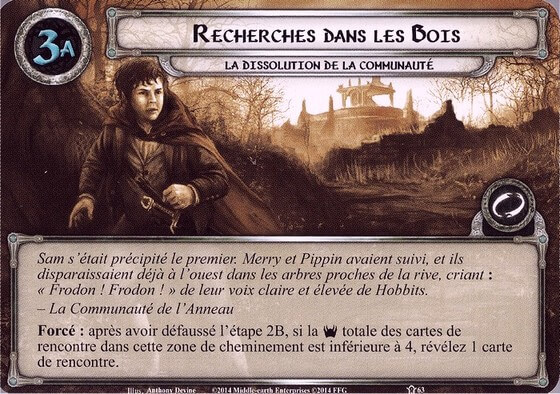 3A
RECHERCHES DANS LES BOIS
LA DISSOLUTION DE LA COMMUNAUTÉ
Sam s'était précipité le premier. Merry et Pippin avaient suivi, et ils
disparaissaient déjà à l'ouest dans les arbres proches de la rive, criant :
« Frodon ! Frodon ! » de leur voix claire et élevée de Hobbits.
– La Communauté de l'Anneau
Forcé : après avoir défaussé l'étape 2B, si la totale des cartes de
rencontre dans cette zone de cheminement est inférieure à 4, révélez 1 carte
de rencontre.
Illus. Anthony Devine ©2014 Middle-earth Enterprises ©2014 FFG 63